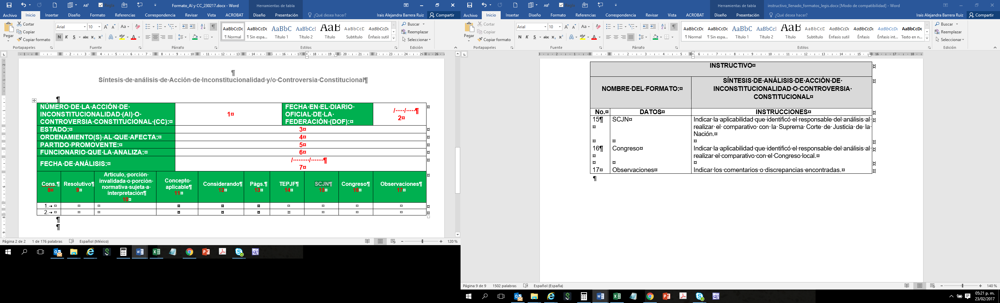 Regla
Formato_AI y CC_230217.docx - Word
Herramientas de tabla
Archivo
Inicio
Insertar
Diseño
Formato
Referencias
Correspondencia
Revisar
Vista
ACROBAT
Diseño
Presentación
¿Qué desea hacer?
Irais Alejandra Barrera Ruiz
Compartir
Pegar
Cortar
Copiar
Copiar formato
Arial
10
AaBbCcDc
AaBbCcDc
AaBbC
AaBbCcl
AaB
AaBbCcD
AaBbCcDc
¶ Normal
¶ Sin espa...
Título 1
Título 2
Título
Subtítulo
Énfasis sutil
Buscar
Reemplazar
Seleccionar
Portapapeles
Fuente
Párrafo
Estilos
Edición
¶
Síntesis·de·análisis·de·Acción·de·Inconstitucionalidad·y/o·Controversia·Constitucional¶
¶
NÚMERO·DE·LA·ACCIÓN·DE·
INCONSTITUCIONALIDAD·(AI)·O·
CONTROVERSIA·CONSTITUCIONAL·(CC):¤
1¤
FECHA·EN·EL·DIARIO·
OFICIAL·DE·LA·
FEDERACIÓN·(DOF):¤
/·····/·····¶
2¤
ESTADO:¤
3¤
ORDENAMIENTO(S)·AL·QUE·AFECTA:¤
4¤
PARTIDO·PROMOVENTE:¤
5¤
FUNCIONARIO·QUE·LA·ANALIZA:¤
6¤
FECHA·DE·ANÁLISIS:¤
/·········/·······¶
7¤
Cons.¶
8¤
Resolutivo¶
9¤
Artículo,·porción·
invalidada·o·porción·
normativa·sujeta·a·
interpretación¶
10¤
Concepto·
aplicable¶
11¤
Considerando¶
12¤
Págs.¶
13¤
TEPJF¶
14¤
SCJN¶
15¤
Congreso¶
16¤
Observaciones¶
17¤
1.→ ¤ ¤ ¤ ¤ ¤ ¤ ¤ ¤ ¤ ¤
2.→ ¤ ¤ ¤ ¤ ¤ ¤ ¤ ¤ ¤ ¤
¶
¶
Página 2 de 2
1 de 176 palabras
Español (México)
120 %
Regla
Herramientas de tabla
instructivo_llenado_formatos_legis.docx [Modo de compatibilidad] - Word
Archivo
Inicio
Insertar
Diseño
Formato
Referencias
Correspondencia
Revisar
Vista
ACROBAT
Diseño
Presentación
¿Qué desea hacer?
Irais Alejandra Barrera Ruiz
Compartir
Pegar
Cortar
Copiar
Copiar formato
Arial
10
AaBbCcDc
AaBbCcDc
AaBbC
AaBbCcl
AaB
AaBbCcD
AaBbCcDc
AaBbCcDc
AaBbCcDc
AaBbCcDc
¶ Normal
¶ Sin espa...
Título 1
Título 2
Título
Subtítulo
Énfasis sutil
Énfasis
Énfasis int...
Texto en n...
Buscar
Reemplazar
Seleccionar
Portapapeles
Fuente
Párrafo
Estilos
Edición
INSTRUCTIVO¤
NOMBRE·DEL·FORMATO:¤
SÍNTESIS·DE·ANÁLISIS·DE·ACCIÓN·DE·
INCONSTITUCIONALIDAD·O·CONTROVERSIA·
CONSTITUCIONAL¤
No.¤
DATOS¤
INSTRUCCIONES¤
15¶
¤
SCJN¤
Indicar·la·aplicabilidad·que·identificó·el·responsable·del·análisis·al·
realizar·el·comparativo·con·la·Suprema·Corte·de·Justicia·de·la·
Nación.¤
¤ ¤ ¤
16¶
¤
Congreso¤
Indicar·la·aplicabilidad·que·identificó·el·responsable·del·análisis·al·
realizar·el·comparativo·con·el·Congreso·local.¤
¤ ¤ ¤
17¤
Observaciones¤
Indicar·los·comentarios·o·discrepancias·encontradas.¤
¶
Página 9 de 9
1502 palabras
Español (España)
140 %
05:21 p. m.
23/02/2017